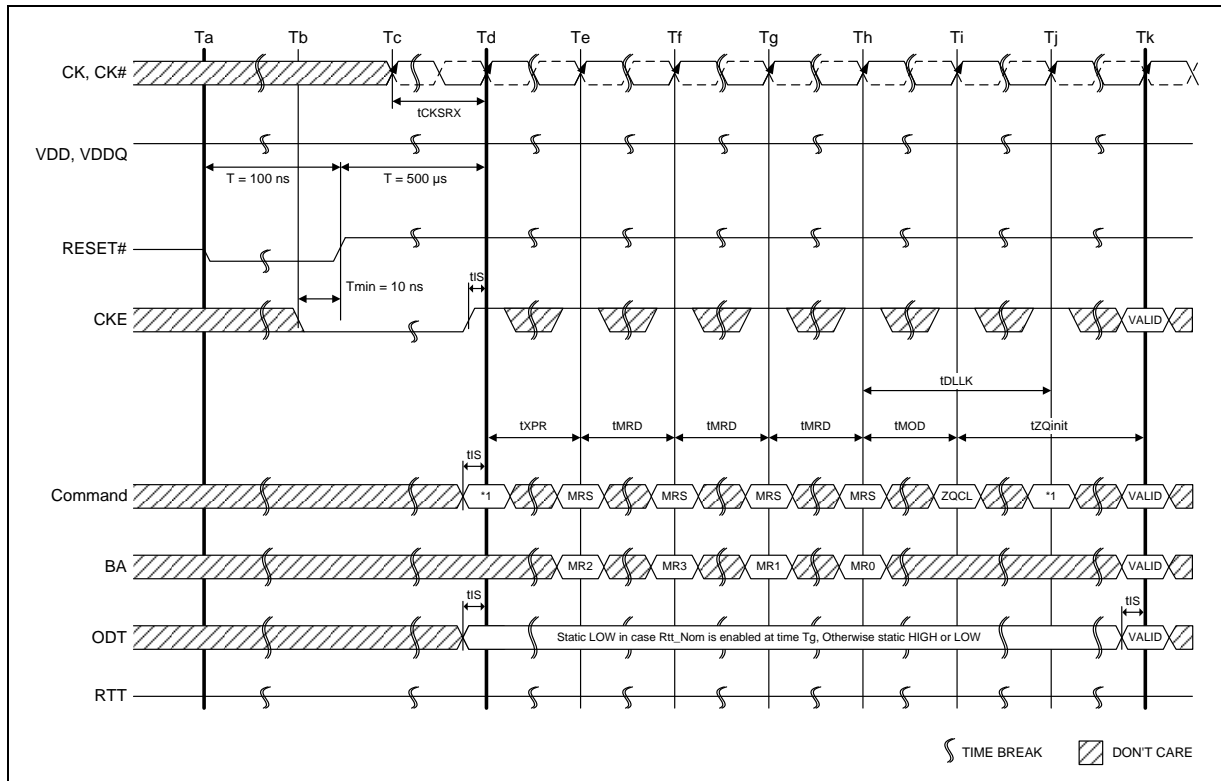 Ta Tb Tc Td Te Tf Tg Th Ti Tj Tk
CK, CK#
tCKSRX
VDD, VDDQ
T = 100 ns T = 500 µs
RESET#
Tmin = 10 ns tIS
CKE VALID
tDLLK
tXPR tMRD tMRD tMRD tMOD tZQinit
tIS
Command *1 MRS MRS MRS MRS ZQCL *1 VALID
BA MR2 MR3 MR1 MR0 VALID
tIS tIS
ODT Static LOW in case Rtt_Nom is enabled at time Tg, Otherwise static HIGH or LOW VALID
RTT
TIME BREAK DON'T CARE